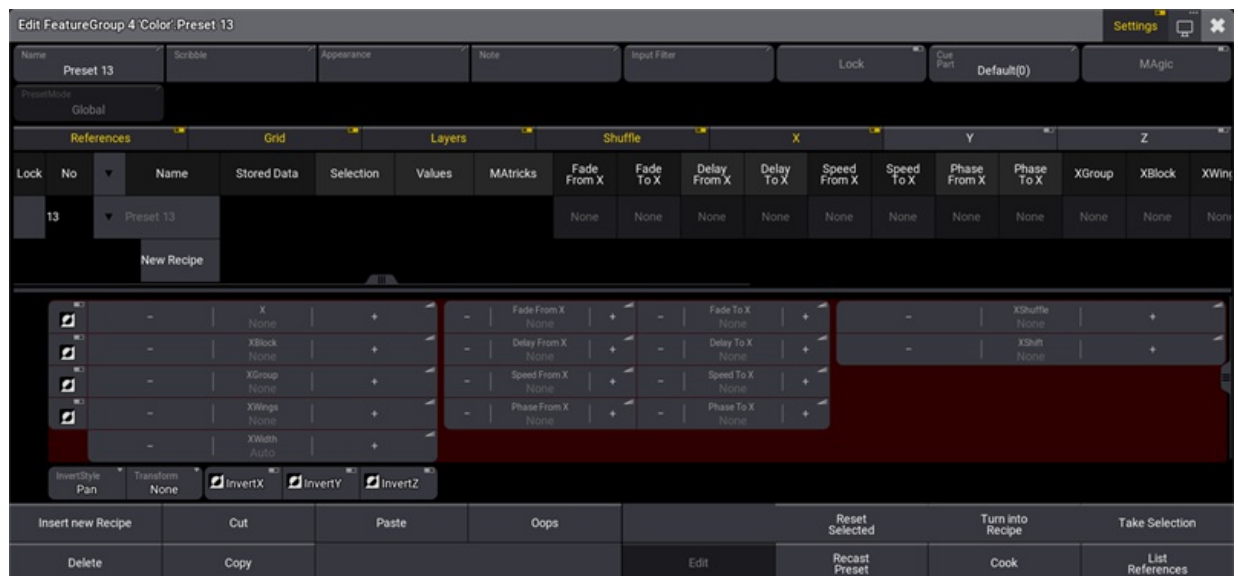 Edit FeatureGroup 4 'Color'.Preset 13
Settings
Name
Preset 13
Scribble
Appearance
Note
Input Filter
Lock
Cue Part
Default(0)
MAgic
PresetMode
Global
References
Grid
Layers
Shuffle
X
Y
Z
Lock
No
Name
Stored Data
Selection
Values
MAtricks
Fade From X
Fade To X
Delay From X
Delay To X
Speed From X
Speed To X
Phase From X
Phase To X
XGroup
XBlock
XWing
13
Preset 13
None
None
None
None
None
None
None
None
None
None
Non
New Recipe
- X None +
- Fade From X None +
- Fade To X None +
- XShuffle None +
- XBlock None +
- Delay From X None +
- Delay To X None +
- XShift None +
- XGroup None +
- Speed From X None +
- Speed To X None +
- XWings None +
- Phase From X None +
- Phase To X None +
- XWidth Auto +
InvertStyle
Pan
Transform
None
InvertX
InvertY
InvertZ
Insert new Recipe
Cut
Paste
Oops
Reset Selected
Turn into Recipe
Take Selection
Delete
Copy
Edit
Recast Preset
Cook
List References